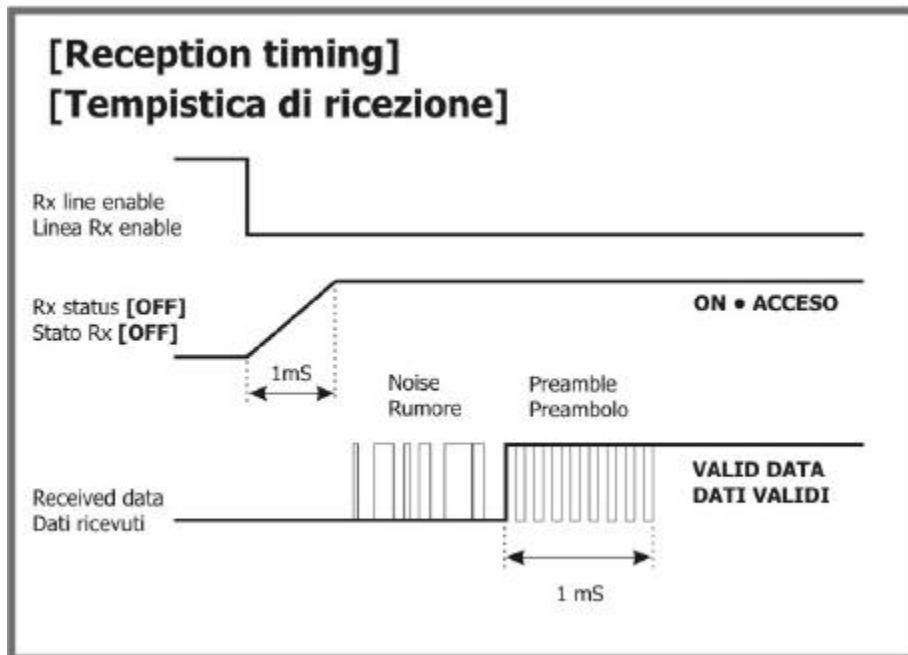 [Reception timing]
[Tempistica di ricezione]
Rx line enable
Linea Rx enable
Rx status [OFF]
Stato Rx [OFF]
ON ● ACCESO
1mS
Noise
Rumore
Preamble
Preambolo
Received data
Dati ricevuti
VALID DATA
DATI VALIDI
1 mS